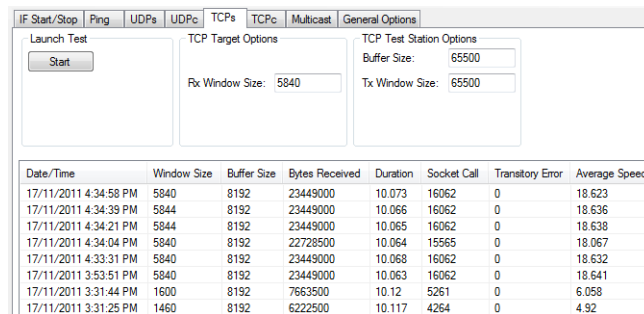 IF Start/Stop Ping UDPs UDPc TCPs TCPc Multicast General Options
Launch Test
Start
TCP Target Options
Rx Window Size: 5840
TCP Test Station Options
Buffer Size: 65500
Tx Window Size: 65500
Date/Time Window Size Buffer Size Bytes Received Duration Socket Call Transitory Error Average Speed
17/11/2011 4:34:58 PM 5840 8192 23449000 10.073 16062 0 18.623
17/11/2011 4:34:39 PM 5844 8192 23449000 10.066 16062 0 18.636
17/11/2011 4:34:21 PM 5844 8192 23449000 10.065 16062 0 18.638
17/11/2011 4:34:04 PM 5840 8192 22728500 10.064 15565 0 18.067
17/11/2011 4:33:31 PM 5840 8192 23449000 10.068 16062 0 18.632
17/11/2011 3:53:51 PM 5840 8192 23449000 10.063 16062 0 18.641
17/11/2011 3:31:44 PM 1600 8192 7663500 10.12 5261 0 6.058
17/11/2011 3:31:25 PM 1460 8192 6222500 10.117 4264 0 4.92